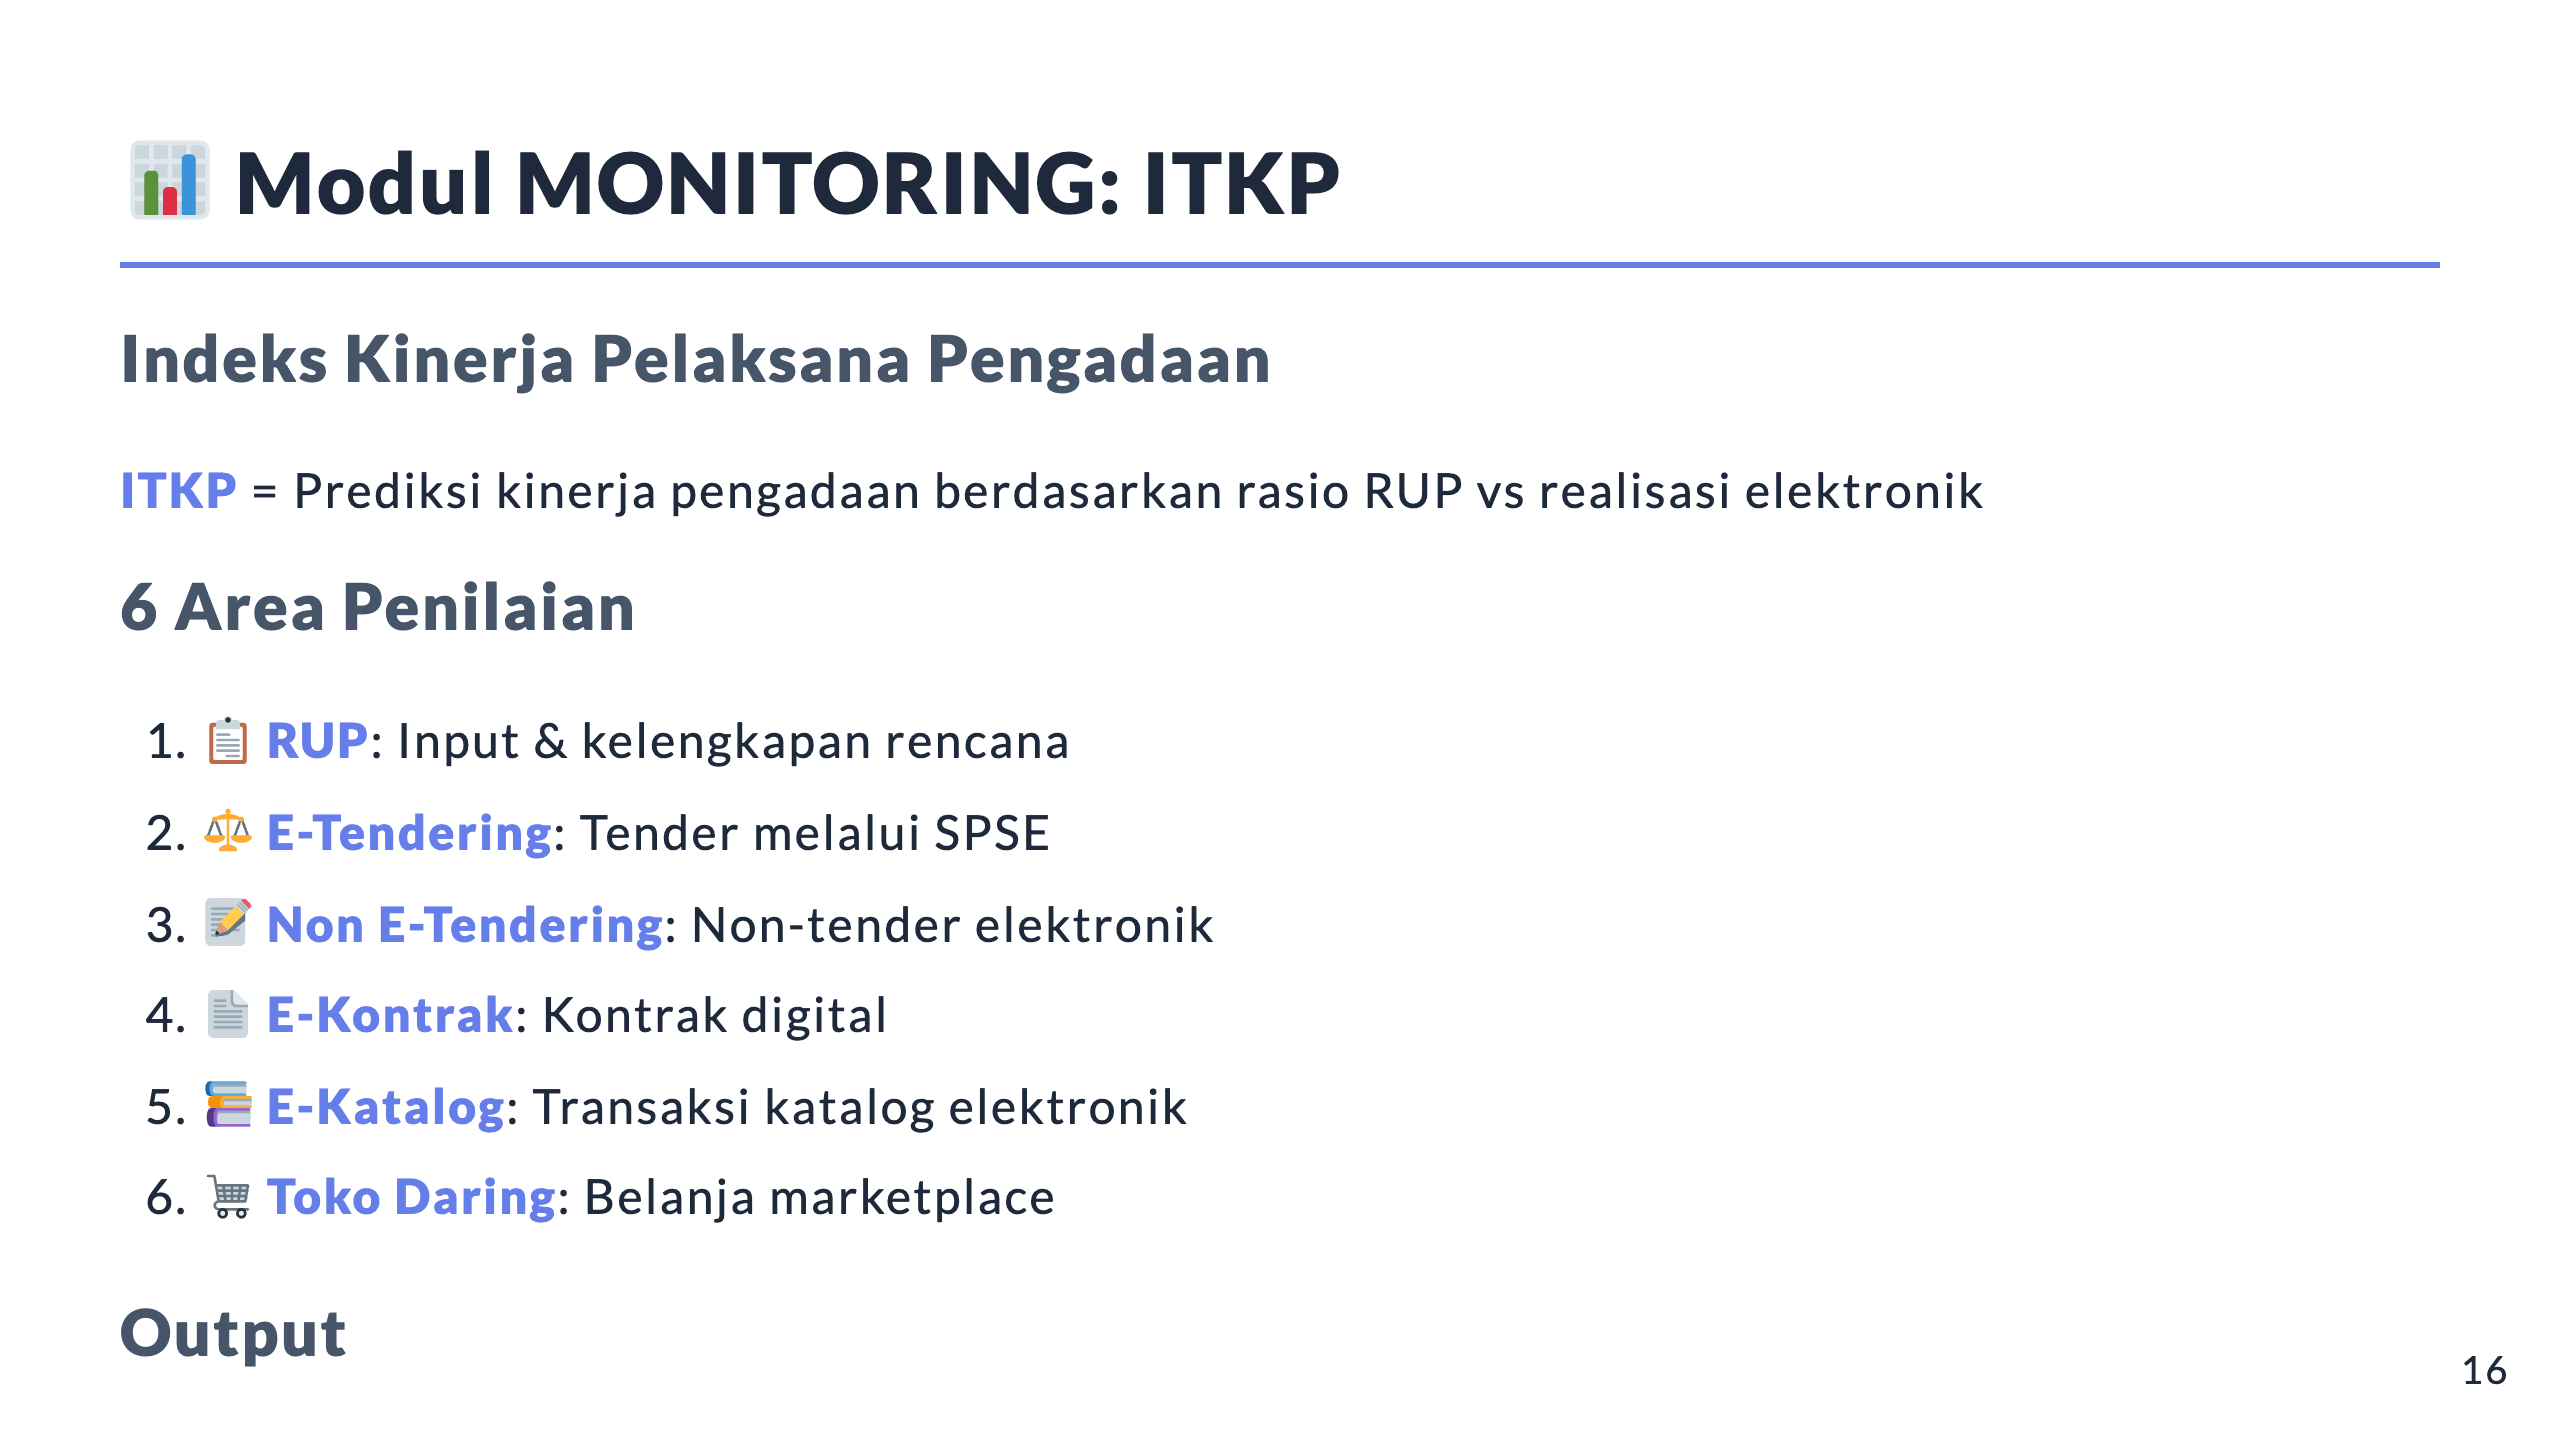 Modul MONITORING: ITKP
Indeks Kinerja Pelaksana Pengadaan
ITKP = Prediksi kinerja pengadaan berdasarkan rasio RUP vs realisasi elektronik
6 Area Penilaian
1. RUP: Input & kelengkapan rencana
2. E-Tendering: Tender melalui SPSE
3. Non E-Tendering: Non-tender elektronik
4. E-Kontrak: Kontrak digital
5. E-Katalog: Transaksi katalog elektronik
6. Toko Daring: Belanja marketplace
Output
16